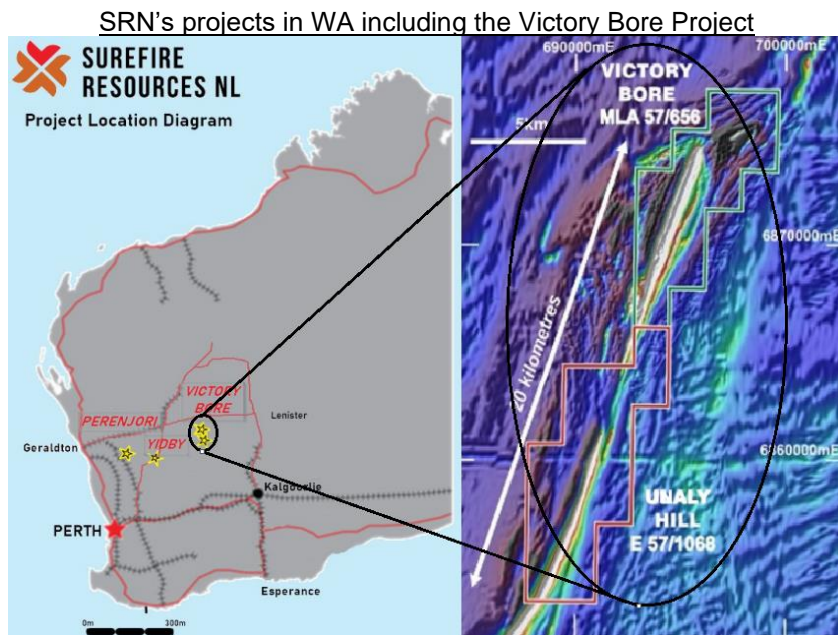 SRN’s projects in WA including the Victory Bore Project
SUREFIRE
RESOURCES NL
Project Location Diagram
VICTORY
BORE
PERENJORI
Lenister
Geraldton
YIDBY
Kalgoorlie
PERTH
Esperance
0m 300m
690000mE
700000mE
VICTORY
BORE
MLA 57/656
5km
6870000mE
20 kilometres
6860000mE
UNALY
HILL
E 57/1068